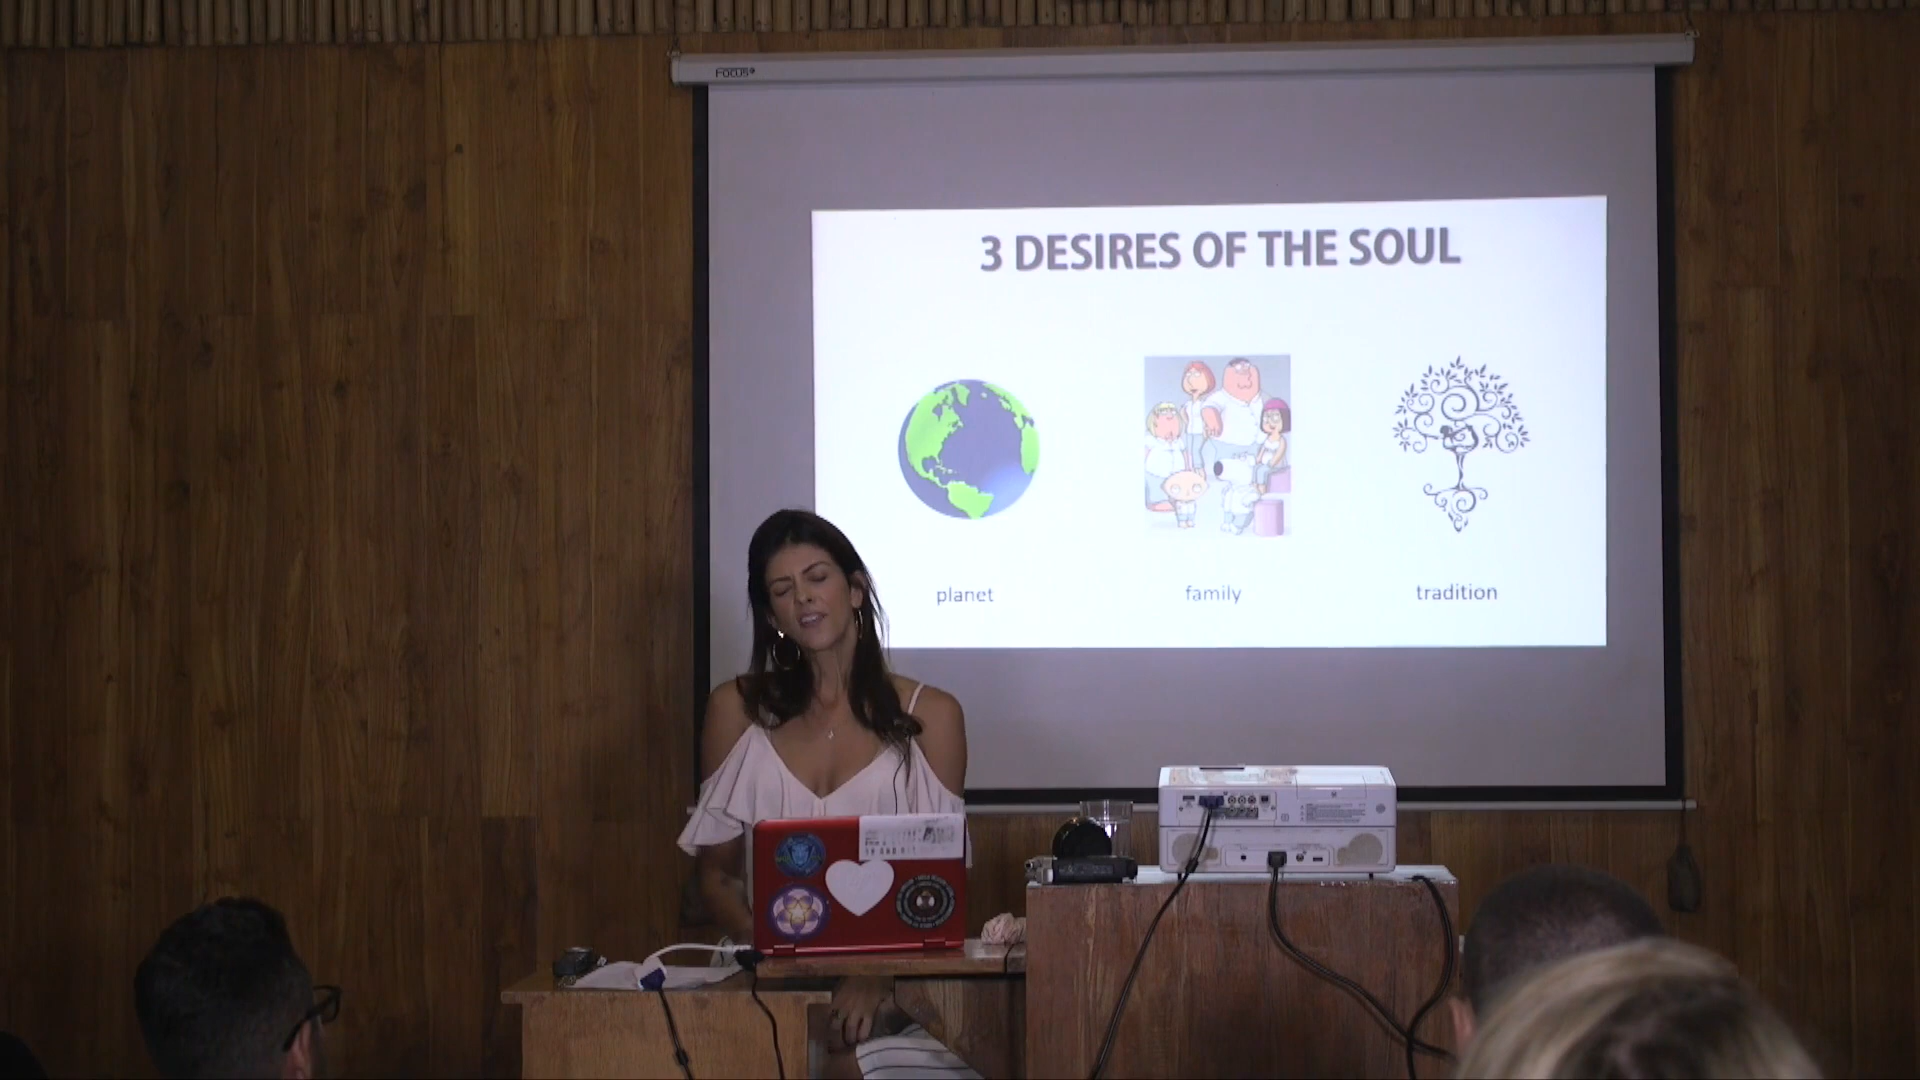 FOCUS
3 DESIRES OF THE SOUL
planet
family
tradition